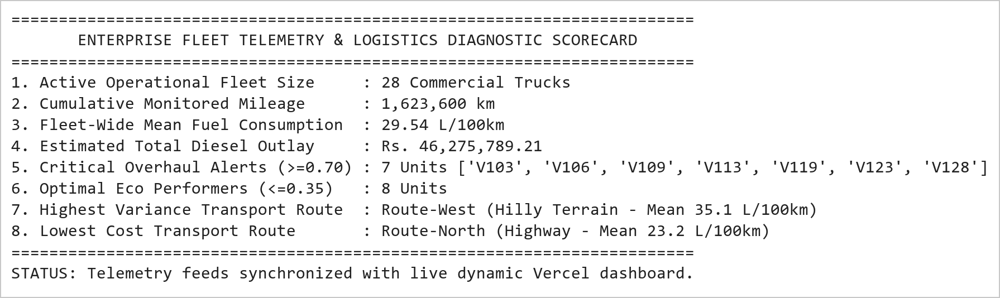 ========================================================================
       ENTERPRISE FLEET TELEMETRY & LOGISTICS DIAGNOSTIC SCORECARD
========================================================================
1. Active Operational Fleet Size     : 28 Commercial Trucks
2. Cumulative Monitored Mileage      : 1,623,600 km
3. Fleet-Wide Mean Fuel Consumption  : 29.54 L/100km
4. Estimated Total Diesel Outlay     : Rs. 46,275,789.21
5. Critical Overhaul Alerts (>=0.70) : 7 Units ['V103', 'V106', 'V109', 'V113', 'V119', 'V123', 'V128']
6. Optimal Eco Performers (<=0.35)   : 8 Units
7. Highest Variance Transport Route  : Route-West (Hilly Terrain - Mean 35.1 L/100km)
8. Lowest Cost Transport Route       : Route-North (Highway - Mean 23.2 L/100km)
========================================================================
STATUS: Telemetry feeds synchronized with live dynamic Vercel dashboard.